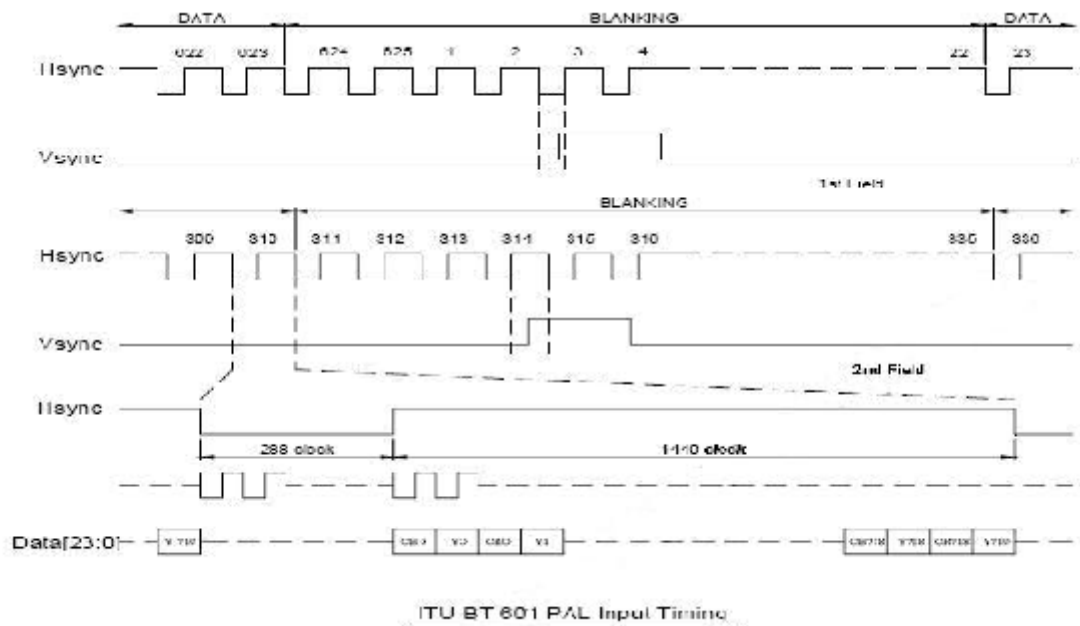 DATA BLANKING DATA
622 623 624 625 1 2 3 4 22 23
Hsync
Vsync
1st Field
BLANKING
309 310 311 312 313 314 315 316 335 336
Hsync
Vsync
2nd Field
Hsync
288 clock 1440 clock
Data[23:0] Y0 Y1
ITU BT 601 PAL Input Timing